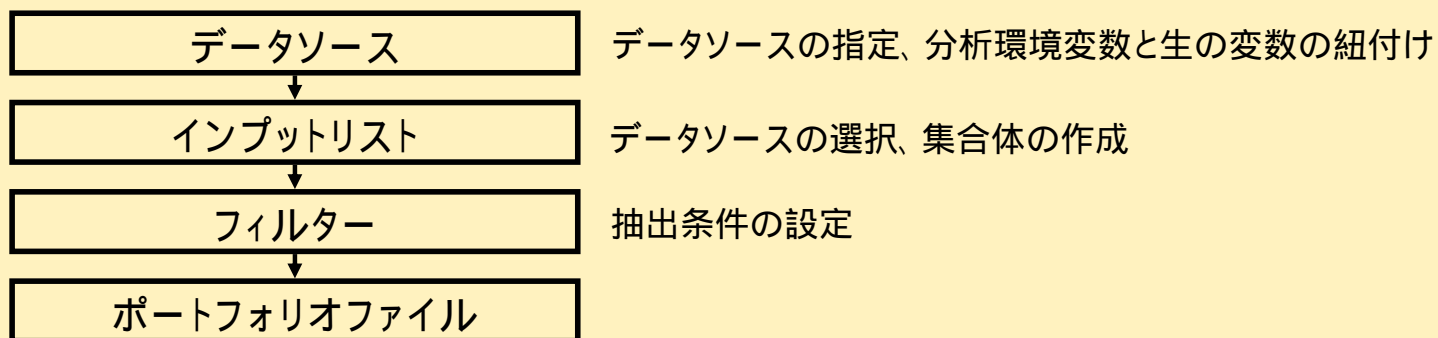 データソース
データソースの指定、分析環境変数と生の変数の紐付け
インプットリスト
データソースの選択、集合体の作成
フィルター
抽出条件の設定
ポートフォリオファイル